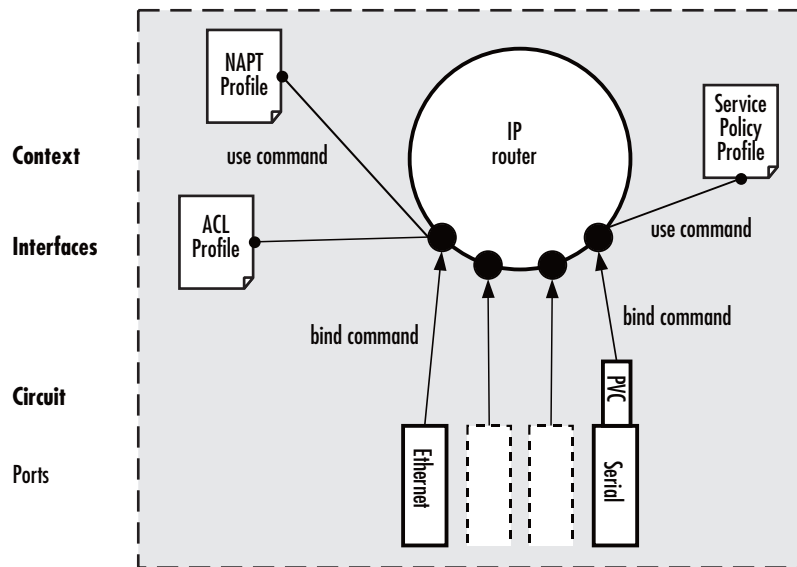 NAPT
Profile
IP
router
Service
Policy
Profile
Context
use command
ACL
Profile
use command
Interfaces
bind command
bind command
Circuit
PVC
Ports
Ethernet
Serial